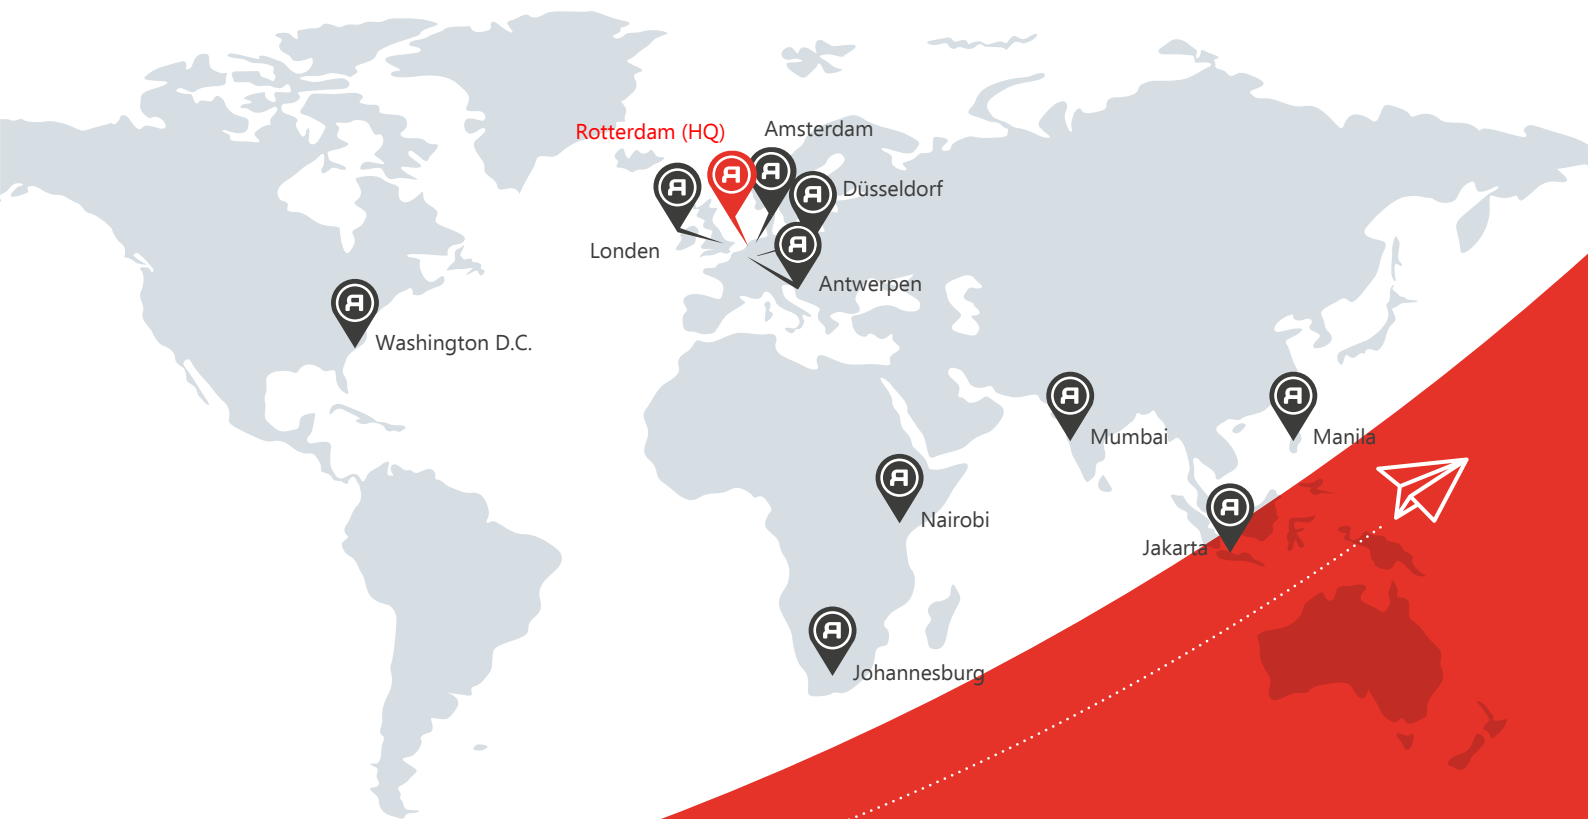 Rotterdam (HQ)
Amsterdam
Düsseldorf
Londen
Antwerpen
Washington D.C.
Mumbai
Manila
Nairobi
Jakarta
Johannesburg